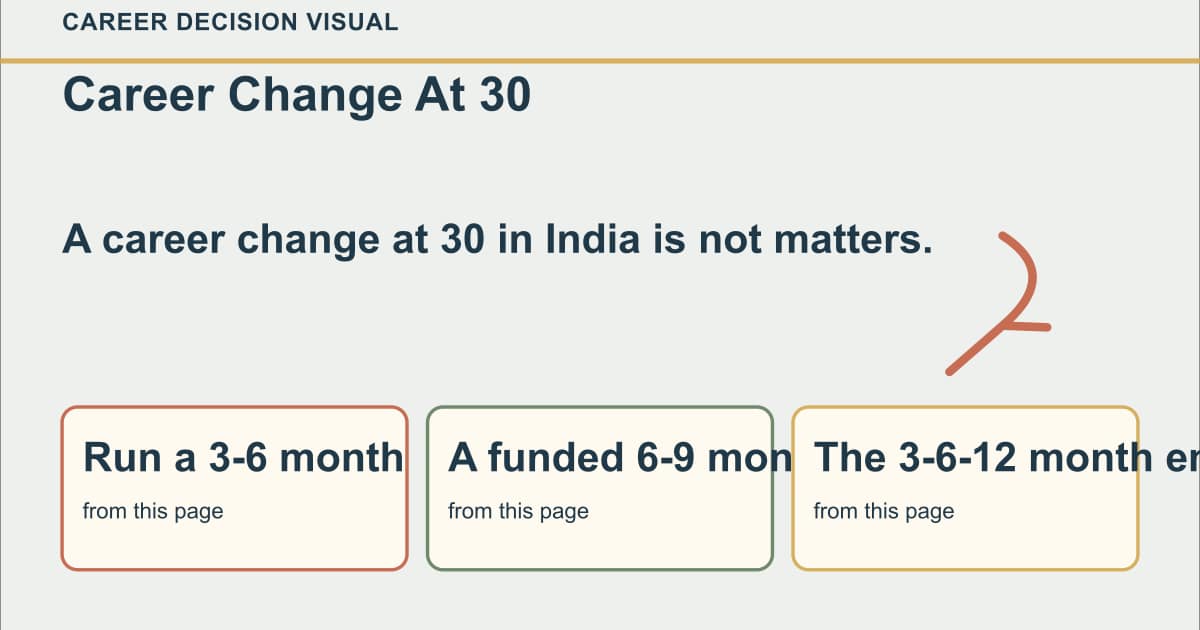 CAREER DECISION VISUAL
Career Change At 30
A career change at 30 in India is not matters.
Run a 3-6 month
from this page
A funded 6-9 mon
from this page
The 3-6-12 month er
from this page